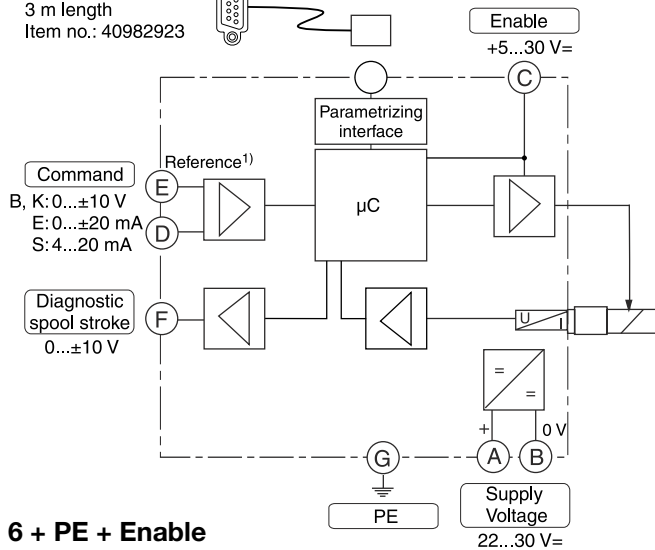 3 m length
Item no.: 40982923
Enable
+5...30 V=
C
Parametrizing
interface
Reference1)
Command
B, K: 0...±10 V
E: 0...±20 mA
S: 4...20 mA
E
D
µC
Diagnostic
spool stroke
0...±10 V
F
U
I
=
=
+
0 V
G
A
B
PE
Supply
Voltage
22...30 V=
6 + PE + Enable